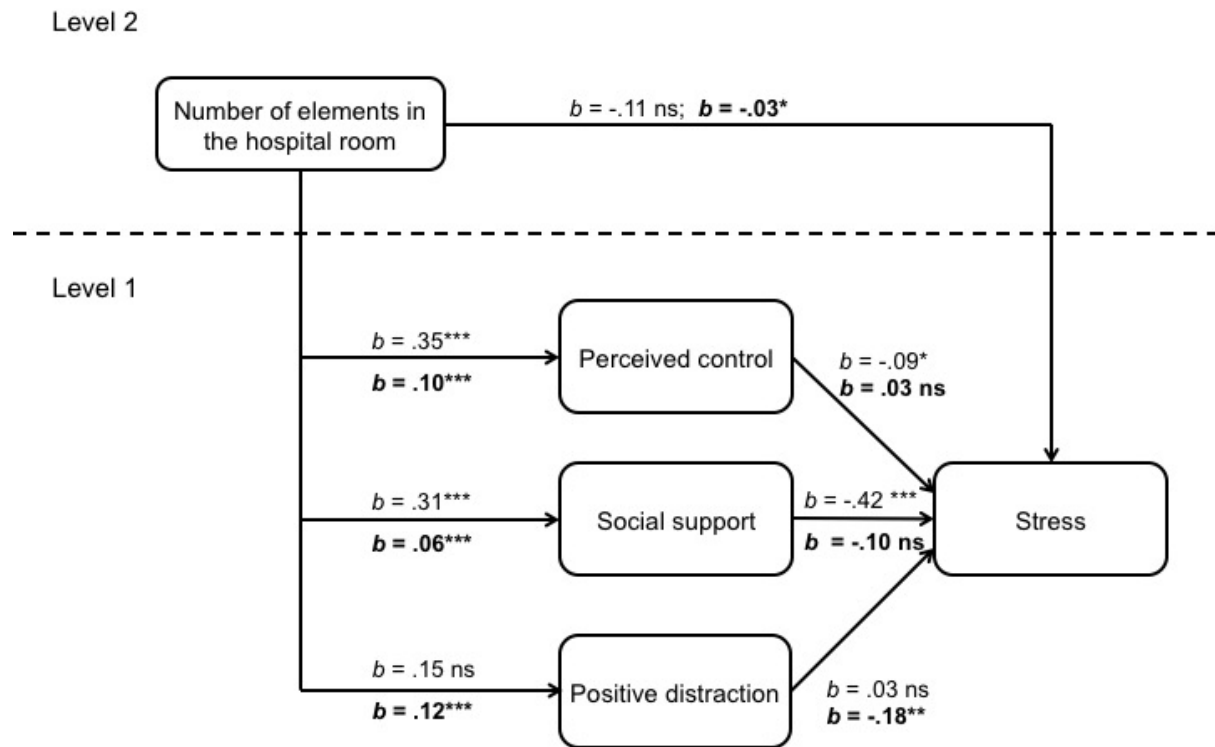 Level 2
Number of elements in
the hospital room
b = -.11 ns; b = -.03*
Level 1
b = .35***
b = .10***
Perceived control
b = -.09*
b = .03 ns
b = .31***
b = .06***
Social support
b = -.42 ***
b = -.10 ns
Stress
b = .15 ns
b = .12***
Positive distraction
b = .03 ns
b = -.18**